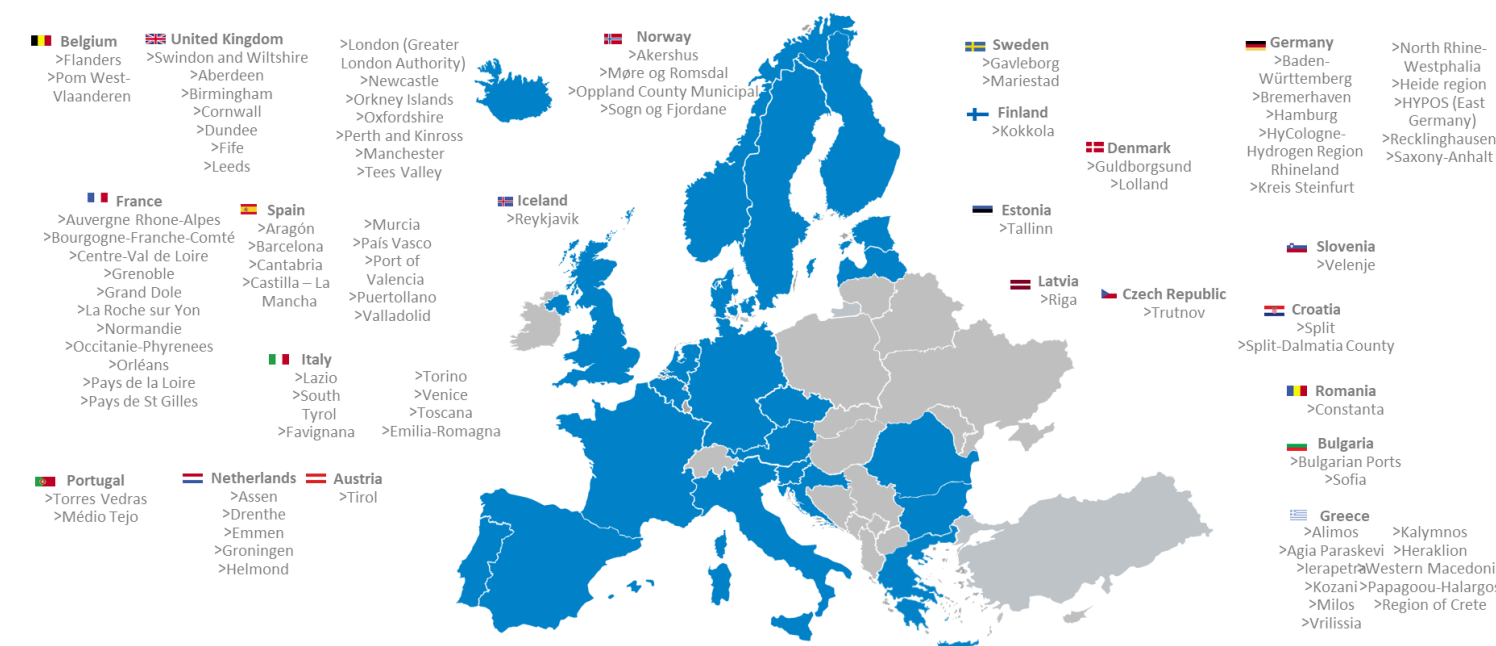 Belgium
>Flanders
>Pom West-
Vlaanderen
United Kingdom
>Swindon and Wiltshire
>Aberdeen
>Birmingham
>Cornwall
>Dundee
>Fife
>Leeds
>London (Greater
London Authority)
>Newcastle
>Orkney Islands
>Oxfordshire
>Perth and Kinross
>Manchester
>Tees Valley
Norway
>Akershus
>Møre og Romsdal
>Oppland County Municipal
>Sogn og Fjordane
Sweden
>Gavleborg
>Mariestad
Finland
>Kokkola
Denmark
>Guldborgsund
>Lolland
Germany
>Baden-
Württemberg
>Bremerhaven
>Hamburg
>HyCologne-
Hydrogen Region
Rhineland
>Kreis Steinfurt
>North Rhine-
Westphalia
>Heide region
>HYPOS (East
Germany)
>Recklinghausen
>Saxony-Anhalt
France
>Auvergne Rhone-Alpes
>Bourgogne-Franche-Comté
>Centre-Val de Loire
>Grenoble
>Grand Dole
>La Roche sur Yon
>Normandie
>Occitanie-Phyrenees
>Orléans
>Pays de la Loire
>Pays de St Gilles
Spain
>Aragón
>Barcelona
>Cantabria
>Castilla – La
Mancha
>Murcia
>País Vasco
>Port of
Valencia
>Puertollano
>Valladolid
Iceland
>Reykjavik
Estonia
>Tallinn
Slovenia
>Velenje
Latvia
>Riga
Czech Republic
>Trutnov
Croatia
>Split
>Split-Dalmatia County
Italy
>Lazio
>South
Tyrol
>Favignana
>Torino
>Venice
>Toscana
>Emilia-Romagna
Romania
>Constanta
Bulgaria
>Bulgarian Ports
>Sofia
Portugal
>Torres Vedras
>Médio Tejo
Netherlands
>Assen
>Drenthe
>Emmen
>Groningen
>Helmond
Austria
>Tirol
Greece
>Alimos
>Agia Paraskevi
>Ierapetra
>Kozani
>Milos
>Vrilissia
>Kalymnos
>Heraklion
>Western Macedoni
>Papagoou-Halargos
>Region of Crete